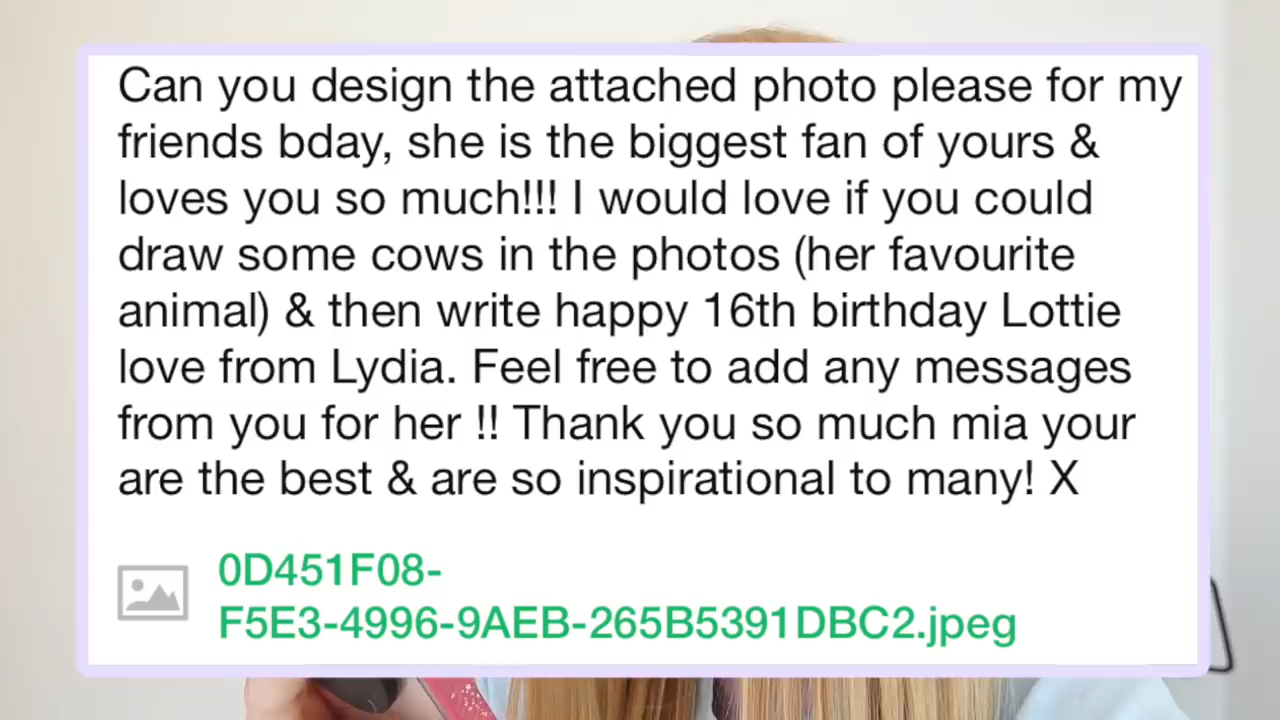 Can you design the attached photo please for my
friends bday, she is the biggest fan of yours &
loves you so much!!! I would love if you could
draw some cows in the photos (her favourite
animal) & then write happy 16th birthday Lottie
love from Lydia. Feel free to add any messages
from you for her !! Thank you so much mia your
are the best & are so inspirational to many! X
0D451F08-
F5E3-4996-9AEB-265B5391DBC2.jpeg